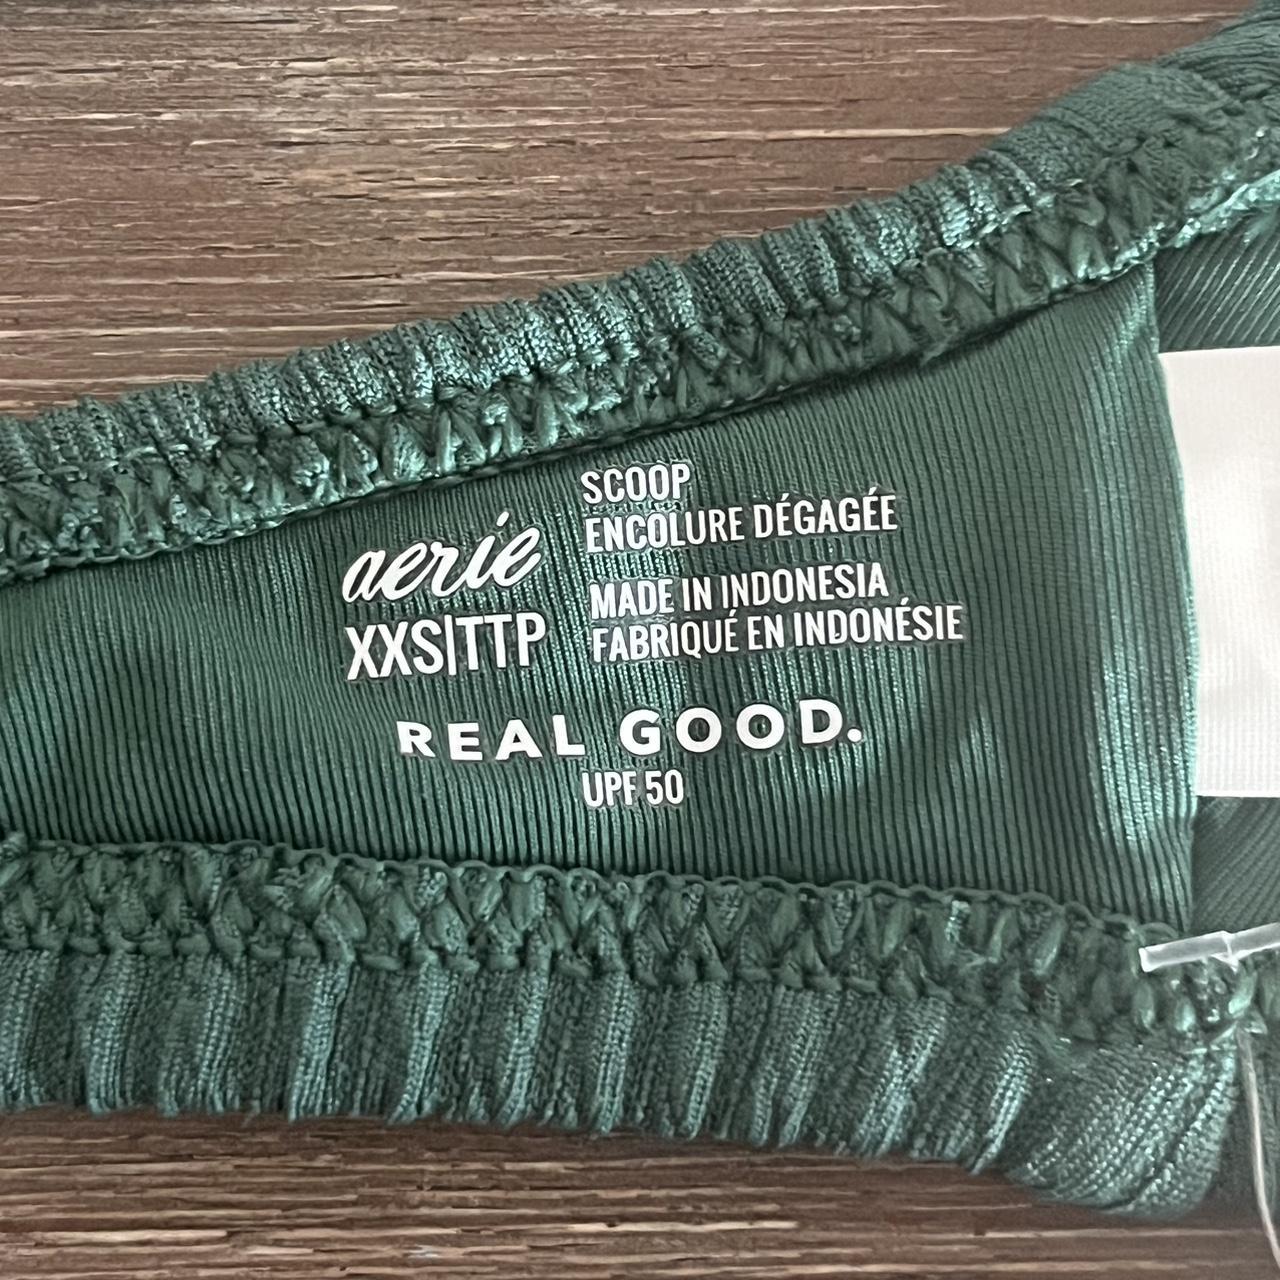 aerie
XXS|TTP
SCOOP
ENCOLURE DÉGAGÉE
MADE IN INDONESIA
FABRIQUÉ EN INDONÉSIE
REAL GOOD.
UPF 50